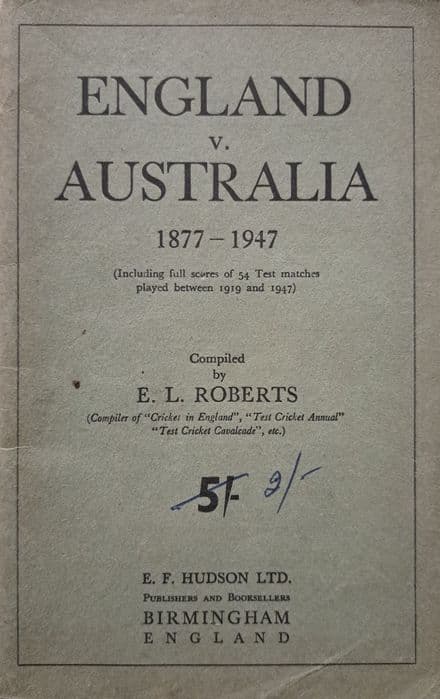 ENGLAND
v.
AUSTRALIA
1877 – 1947
(Including full scores of 54 Test matches
played between 1919 and 1947)
Compiled
by
E. L. ROBERTS
(Compiler of "Cricket in England", "Test Cricket Annual"
"Test Cricket Cavalcade", etc.)
5/- 2/-
E. F. HUDSON LTD.
PUBLISHERS AND BOOKSELLERS
BIRMINGHAM
ENGLAND